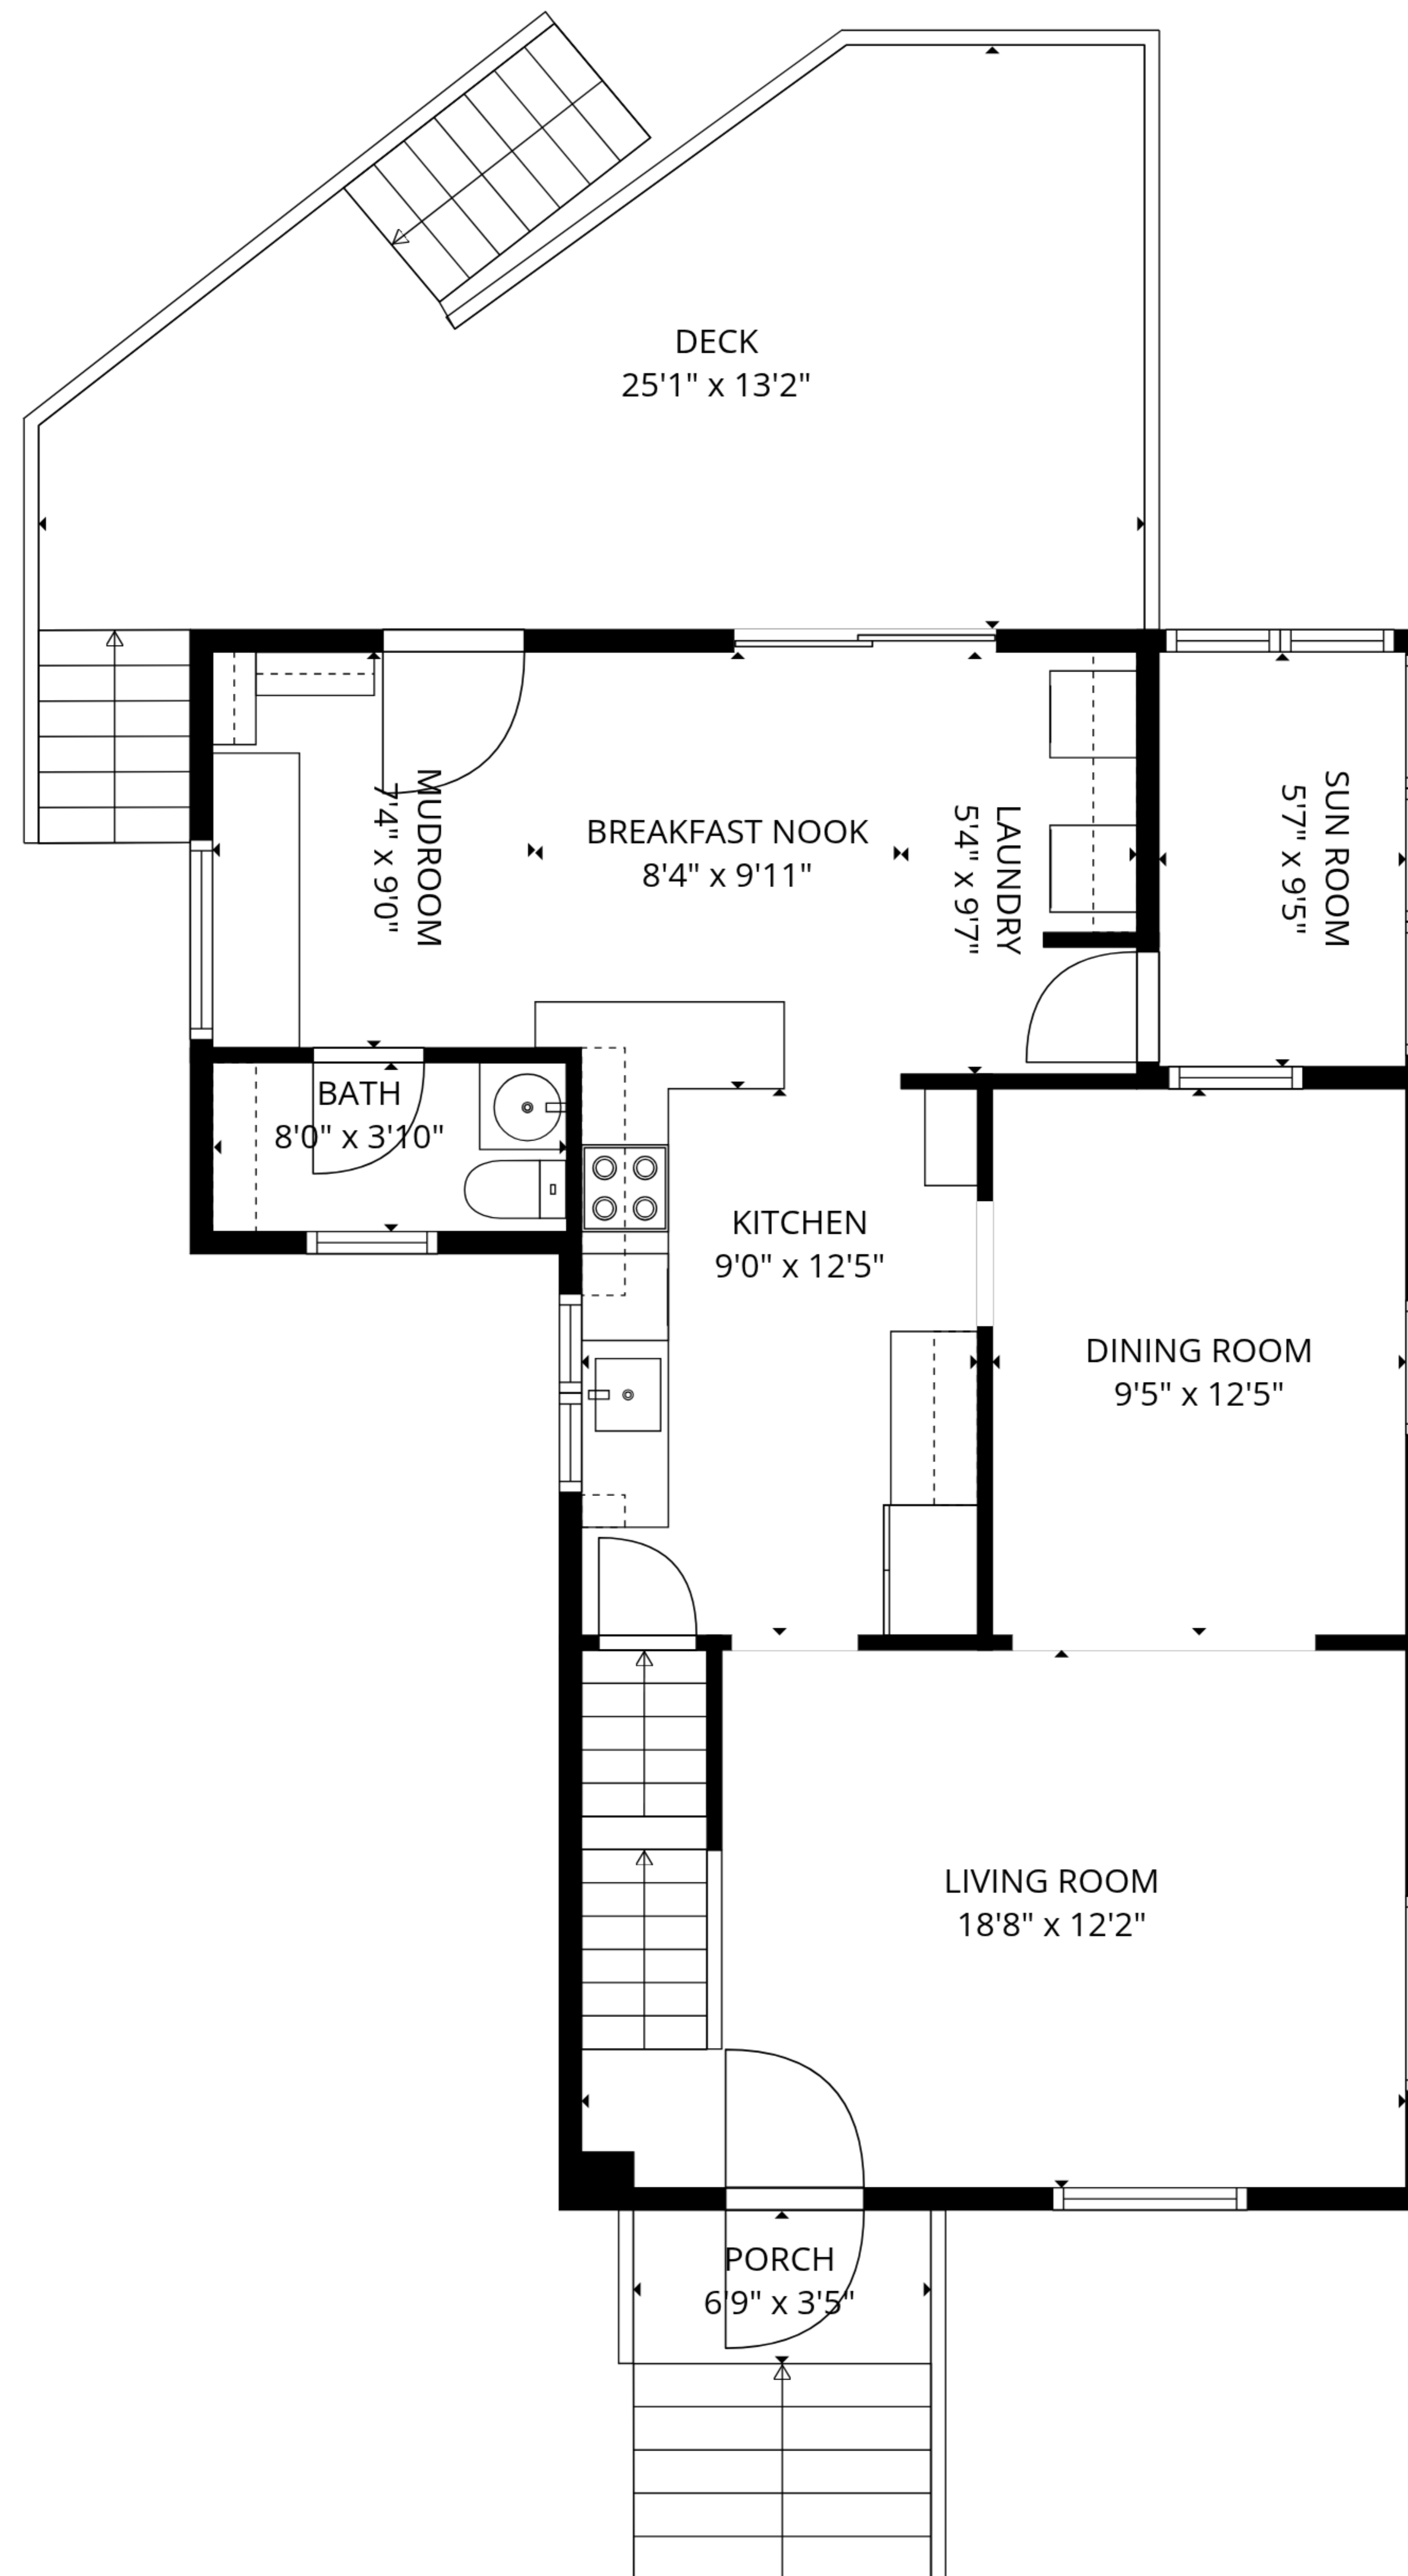 DECK
25'1" x 13'2"
MUDROOM
7'4" x 9'0"
BREAKFAST NOOK
8'4" x 9'11"
LAUNDRY
5'4" x 9'7"
SUN ROOM
5'7" x 9'5"
BATH
8'0" x 3'10"
KITCHEN
9'0" x 12'5"
DINING ROOM
9'5" x 12'5"
LIVING ROOM
18'8" x 12'2"
PORCH
6'9" x 3'5"